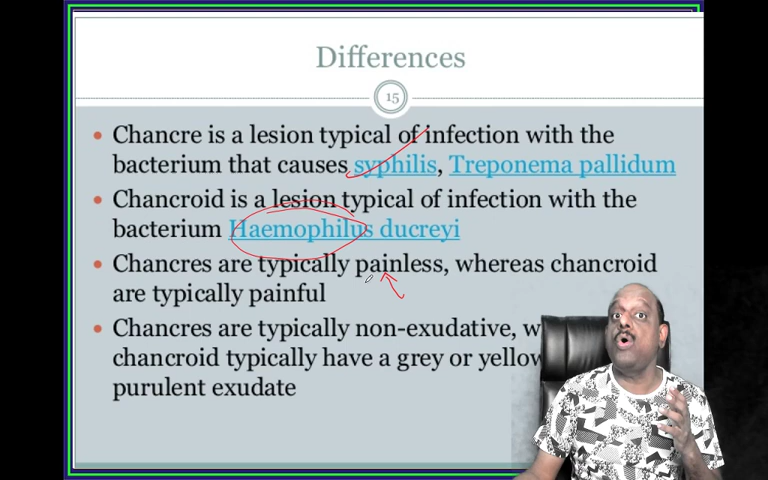 Differences
15
Chancre is a lesion typical of infection with the
bacterium that causes syphilis, Treponema pallidum
Chancroid is a lesion typical of infection with the
bacterium Haemophilus ducreyi
Chancres are typically painless, whereas chancroid
are typically painful
Chancres are typically non-exudative, w
chancroid typically have a grey or yellow
purulent exudate